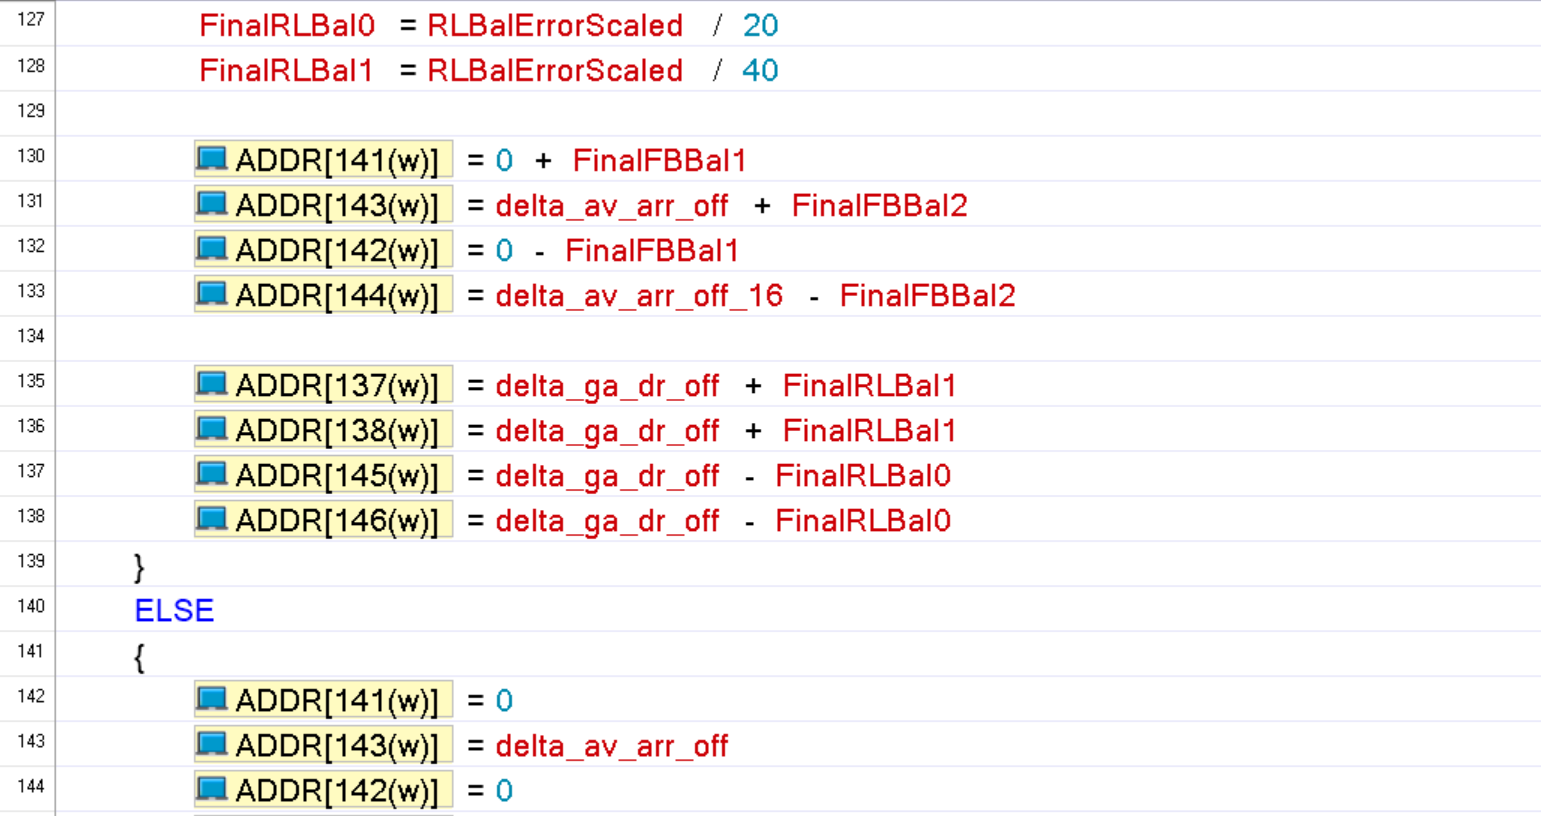 127 FinalRLBal0 = RLBalErrorScaled / 20
128 FinalRLBal1 = RLBalErrorScaled / 40
129
130 ADDR[141(w)] = 0 + FinalFBBal1
131 ADDR[143(w)] = delta_av_arr_off + FinalFBBal2
132 ADDR[142(w)] = 0 - FinalFBBal1
133 ADDR[144(w)] = delta_av_arr_off_16 - FinalFBBal2
134
135 ADDR[137(w)] = delta_ga_dr_off + FinalRLBal1
136 ADDR[138(w)] = delta_ga_dr_off + FinalRLBal1
137 ADDR[145(w)] = delta_ga_dr_off - FinalRLBal0
138 ADDR[146(w)] = delta_ga_dr_off - FinalRLBal0
139 }
140 ELSE
141 {
142 ADDR[141(w)] = 0
143 ADDR[143(w)] = delta_av_arr_off
144 ADDR[142(w)] = 0